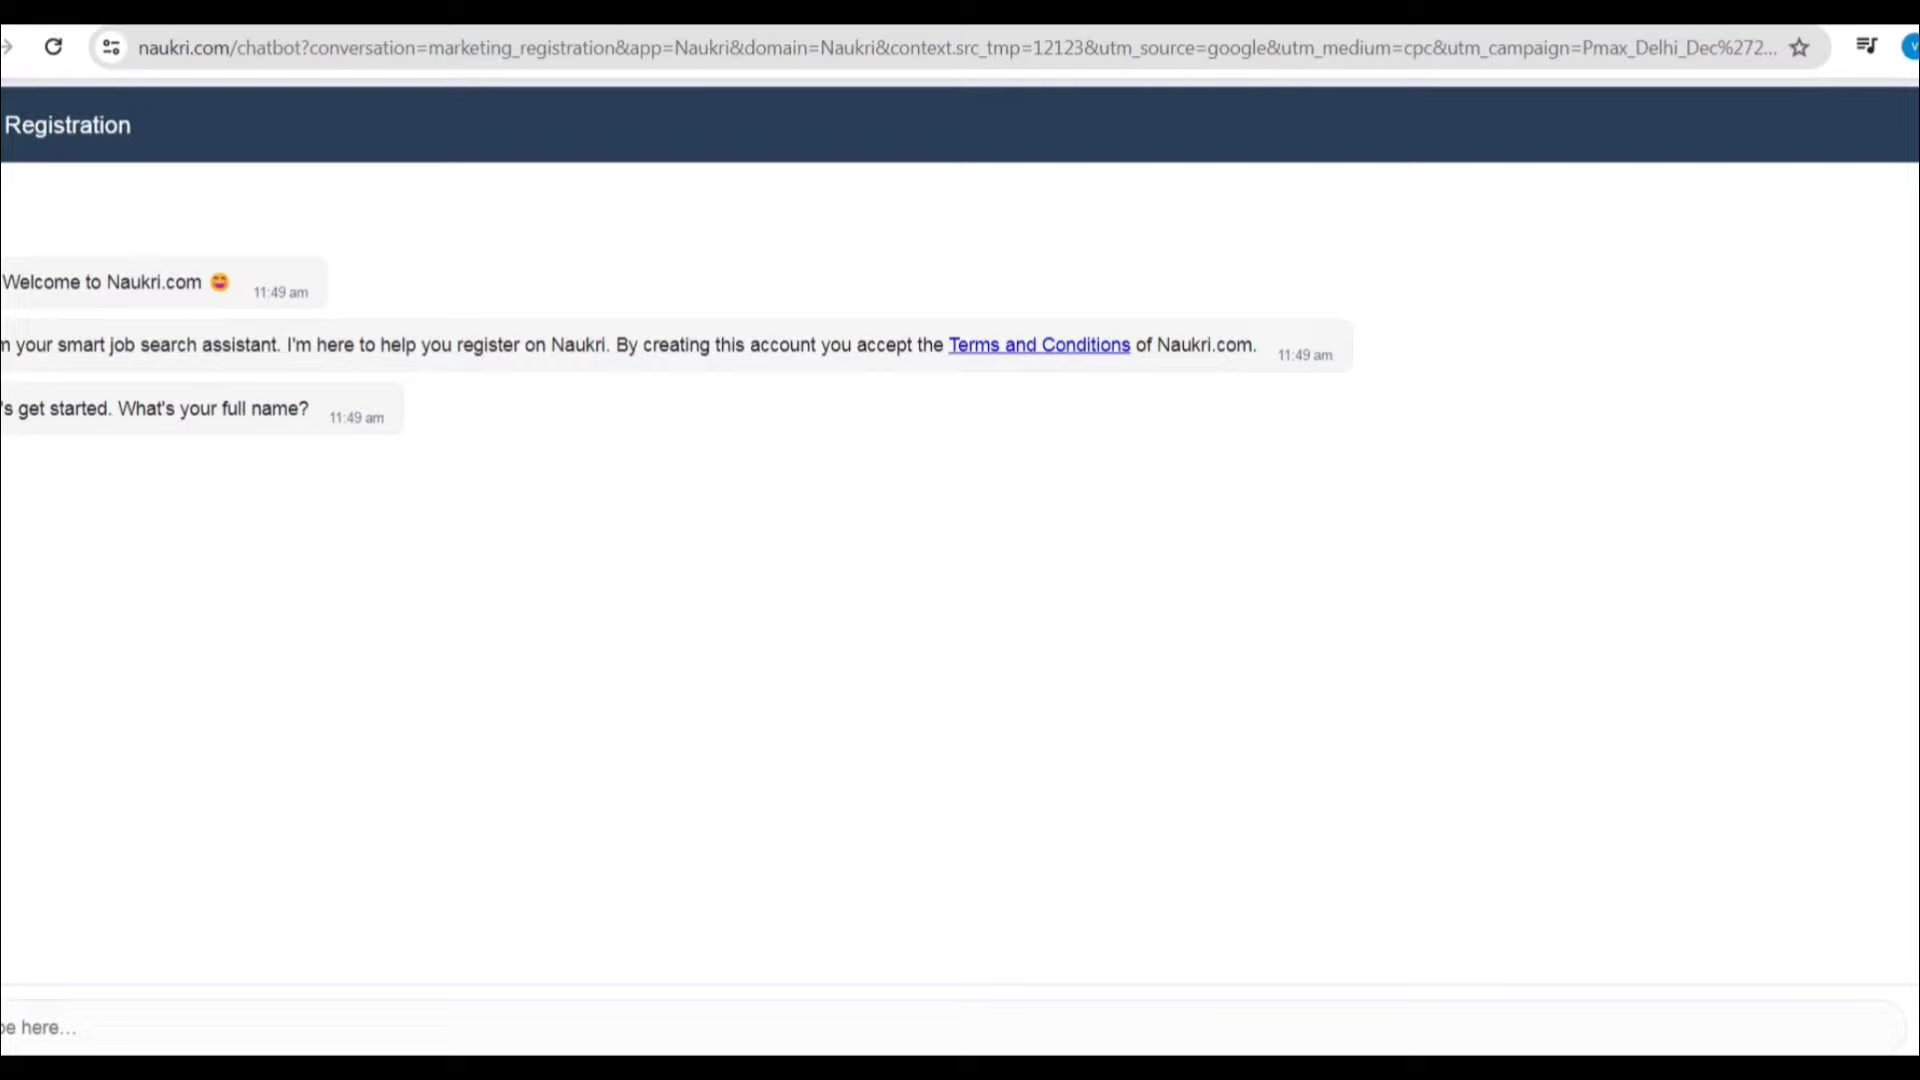 naukri.com/chatbot?conversation=marketing_registration&app=Naukri&domain=Naukri&context.src_tmp=12123&utm_source=google&utm_medium=cpc&utm_campaign=Pmax_Delhi_Dec%272...
Registration
Welcome to Naukri.com 😄 11:49 am
your smart job search assistant. I'm here to help you register on Naukri. By creating this account you accept the Terms and Conditions of Naukri.com. 11:49 am
's get started. What's your full name? 11:49 am
here...